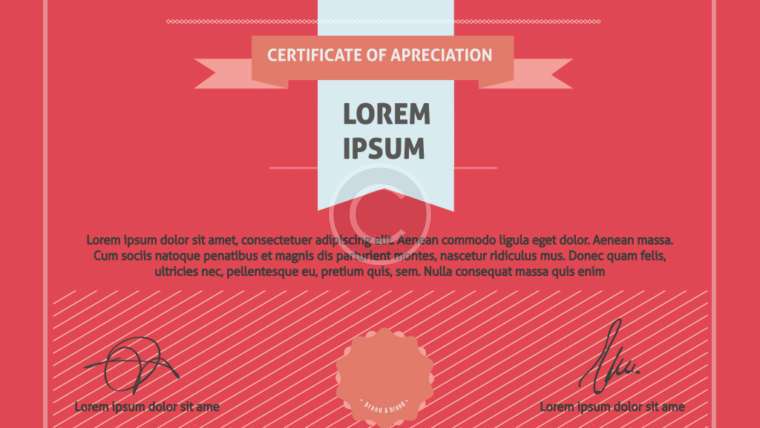 CERTIFICATE OF APRECIATION
LOREM
IPSUM
Lorem ipsum dolor sit amet, consectetuer adipiscing elit. Aenean commodo ligula eget dolor. Aenean massa.
Cum sociis natoque penatibus et magnis dis parturient montes, nascetur ridiculus mus. Donec quam felis,
ultricies nec, pellentesque eu, pretium quis, sem. Nulla consequat massa quis enim
Lorem ipsum dolor sit ame
Lorem ipsum dolor sit ame